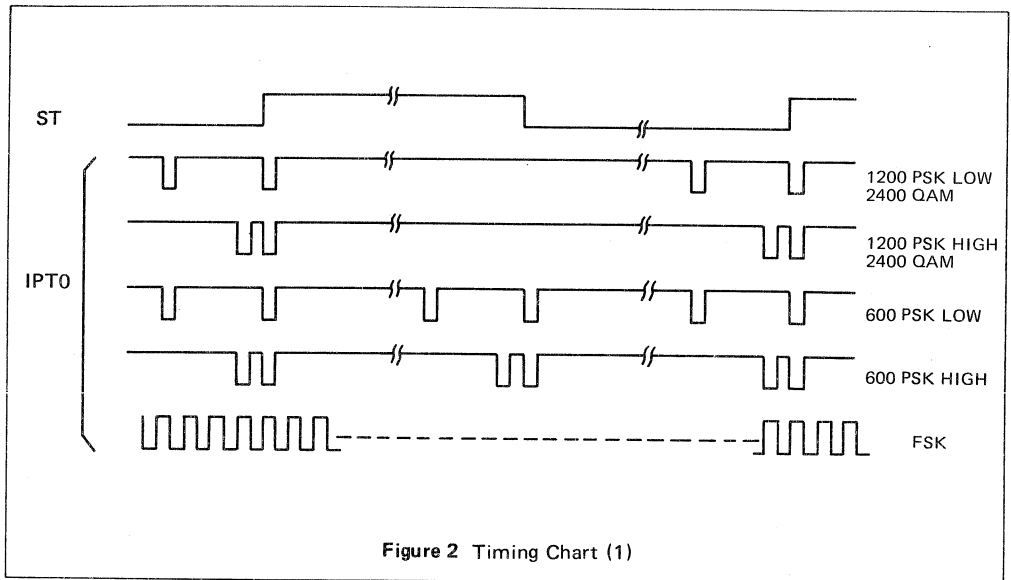 ST
1200 PSK LOW
2400 QAM
1200 PSK HIGH
2400 QAM
IPT0
600 PSK LOW
600 PSK HIGH
FSK
Figure 2 Timing Chart (1)